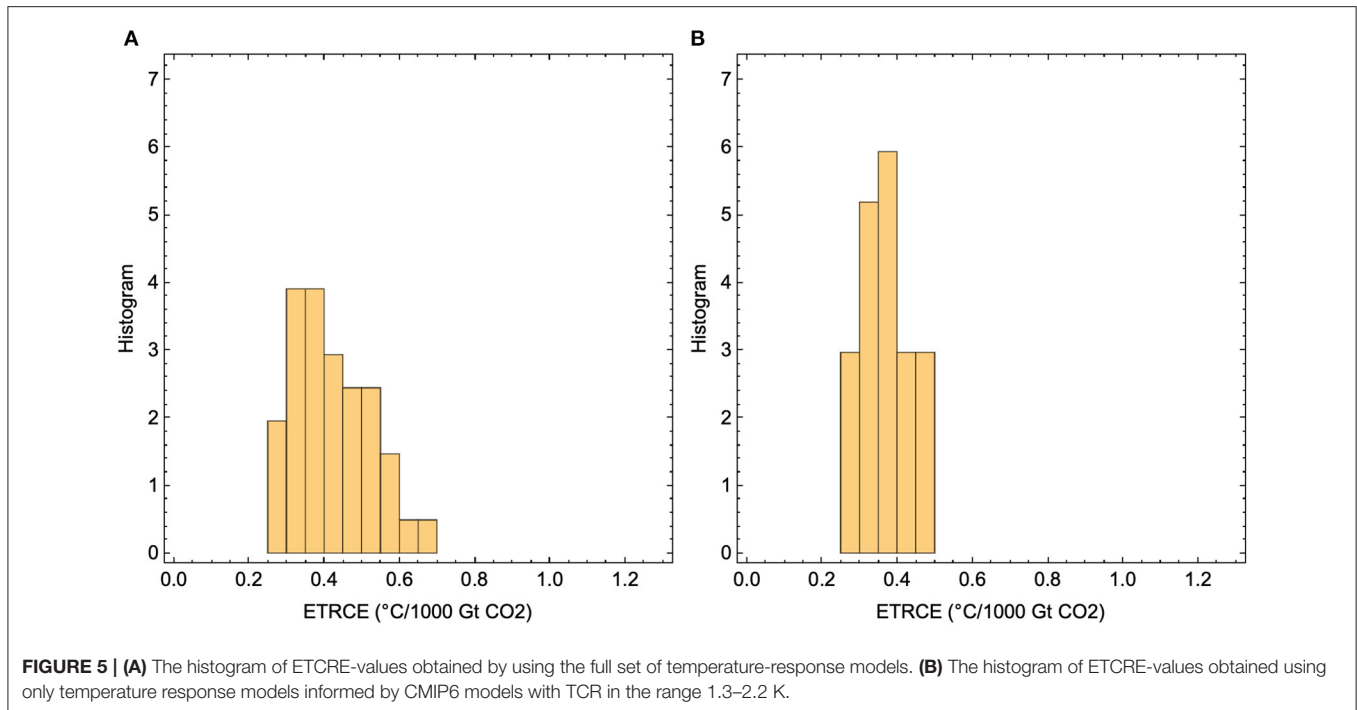 A
Histogram
7
6
5
4
3
2
1
0
0.0 0.2 0.4 0.6 0.8 1.0 1.2
ETRCE (°C/1000 Gt CO2)
B
Histogram
7
6
5
4
3
2
1
0
0.0 0.2 0.4 0.6 0.8 1.0 1.2
ETRCE (°C/1000 Gt CO2)
FIGURE 5 | (A) The histogram of ETCRE-values obtained by using the full set of temperature-response models. (B) The histogram of ETCRE-values obtained using
only temperature response models informed by CMIP6 models with TCR in the range 1.3–2.2 K.